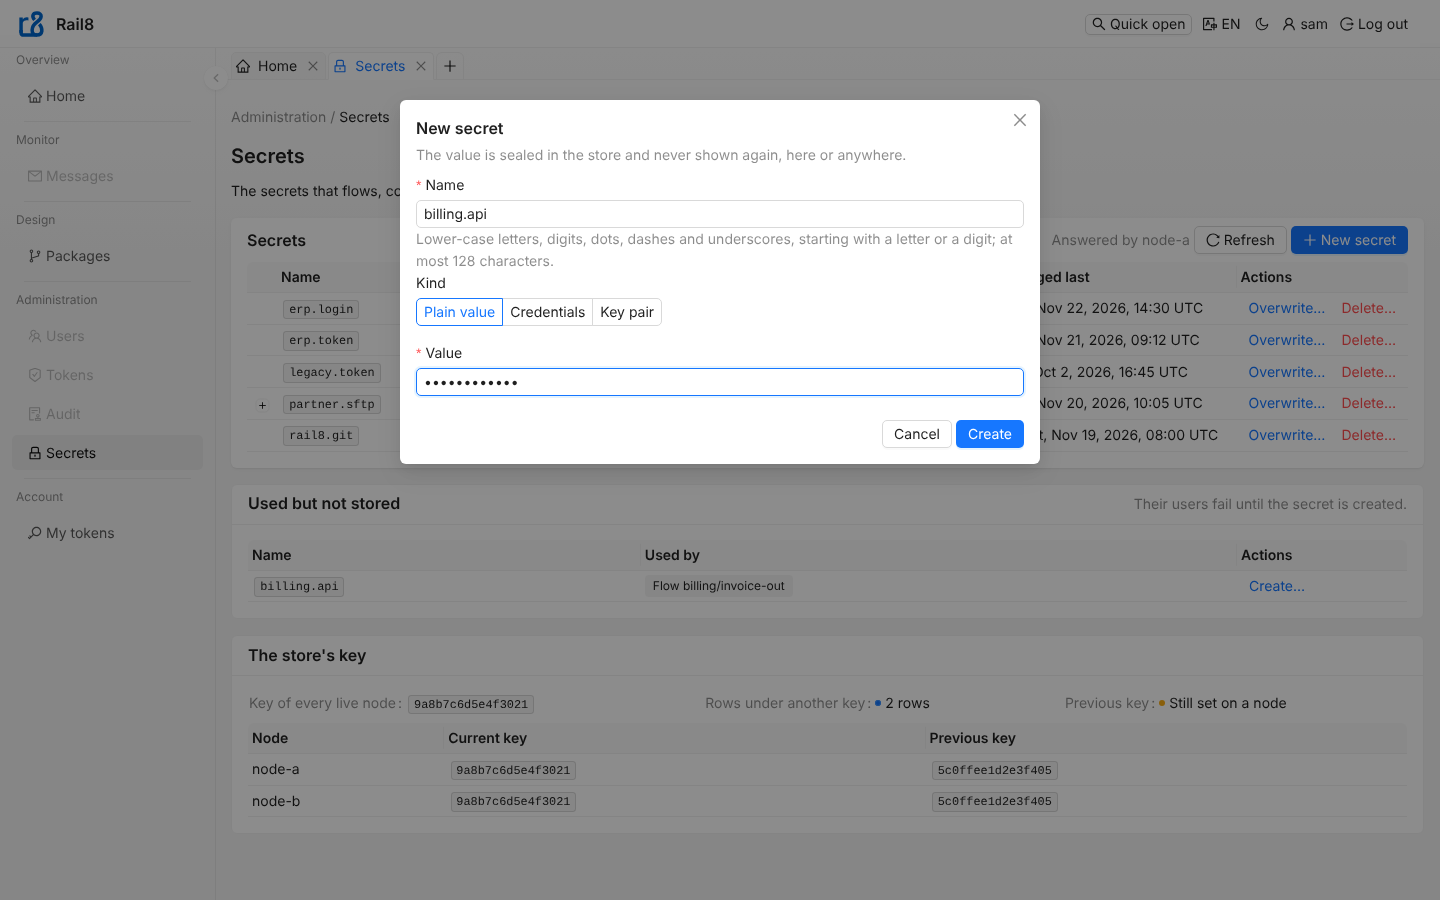 Rail8
Quick open
EN
sam
Log out
Overview
Home
Monitor
Messages
Design
Packages
Administration
Users
Tokens
Audit
Secrets
Account
My tokens
Home
Secrets
Administration / Secrets
Secrets
The secrets that flows,
Secrets
Answered by node-a
Refresh
New secret
Name
last
Actions
erp.login
Nov 22, 2026, 14:30 UTC
Overwrite...
Delete...
erp.token
Nov 21, 2026, 09:12 UTC
Overwrite...
Delete...
legacy.token
Oct 2, 2026, 16:45 UTC
Overwrite...
Delete...
+
partner.sftp
Nov 20, 2026, 10:05 UTC
Overwrite...
Delete...
rail8.git
Nov 19, 2026, 08:00 UTC
Overwrite...
Delete...
New secret
The value is sealed in the store and never shown again, here or anywhere.
* Name
billing.api
Lower-case letters, digits, dots, dashes and underscores, starting with a letter or a digit; at
most 128 characters.
Kind
Plain value
Credentials
Key pair
* Value
••••••••••••
Cancel
Create
Used but not stored
Their users fail until the secret is created.
Name
Used by
Actions
billing.api
Flow billing/invoice-out
Create...
The store's key
Key of every live node: 9a8b7c6d5e4f3021
Rows under another key: 2 rows
Previous key: Still set on a node
Node
Current key
Previous key
node-a
9a8b7c6d5e4f3021
5c0ffee1d2e3f405
node-b
9a8b7c6d5e4f3021
5c0ffee1d2e3f405